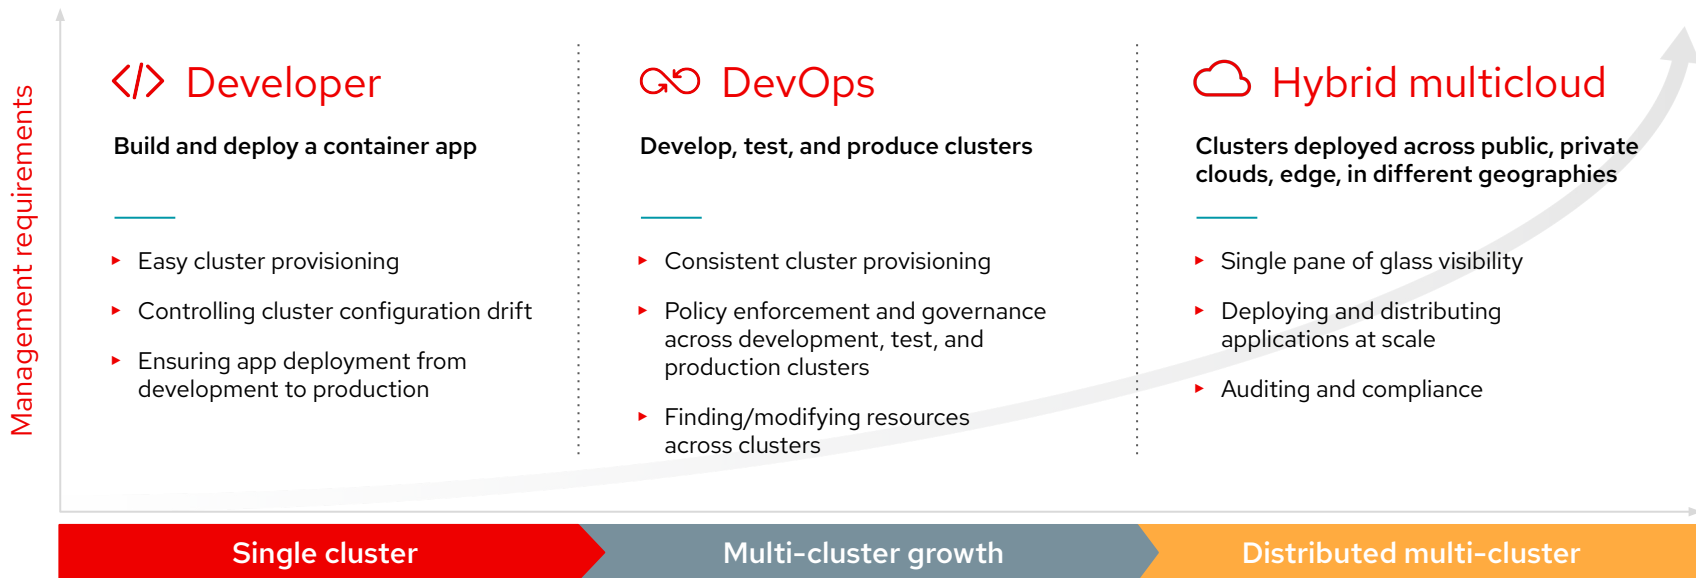 Management requirements
Developer
Build and deploy a container app
Easy cluster provisioning
Controlling cluster configuration drift
Ensuring app deployment from
development to production
DevOps
Develop, test, and produce clusters
Consistent cluster provisioning
Policy enforcement and governance
across development, test, and
production clusters
Finding/modifying resources
across clusters
Hybrid multicloud
Clusters deployed across public, private
clouds, edge, in different geographies
Single pane of glass visibility
Deploying and distributing
applications at scale
Auditing and compliance
Single cluster
Multi-cluster growth
Distributed multi-cluster